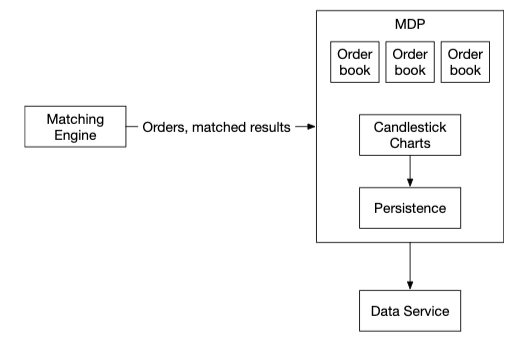 MDP
Order Order Order
book book book
Matching
Engine
Orders, matched results
Candlestick
Charts
Persistence
Data Service